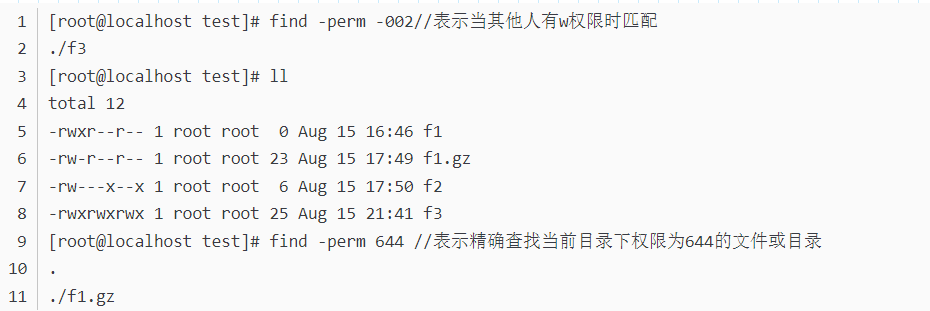 1 [root@localhost test]# find -perm -002//表示当其他人有w权限时匹配
2 ./f3
3 [root@localhost test]# ll
4 total 12
5 -rwxr--r-- 1 root root  0 Aug 15 16:46 f1
6 -rw-r--r-- 1 root root 23 Aug 15 17:49 f1.gz
7 -rw---x--x 1 root root  6 Aug 15 17:50 f2
8 -rwxrwxrwx 1 root root 25 Aug 15 21:41 f3
9 [root@localhost test]# find -perm 644 //表示精确查找当前目录下权限为644的文件或目录
10 .
11 ./f1.gz